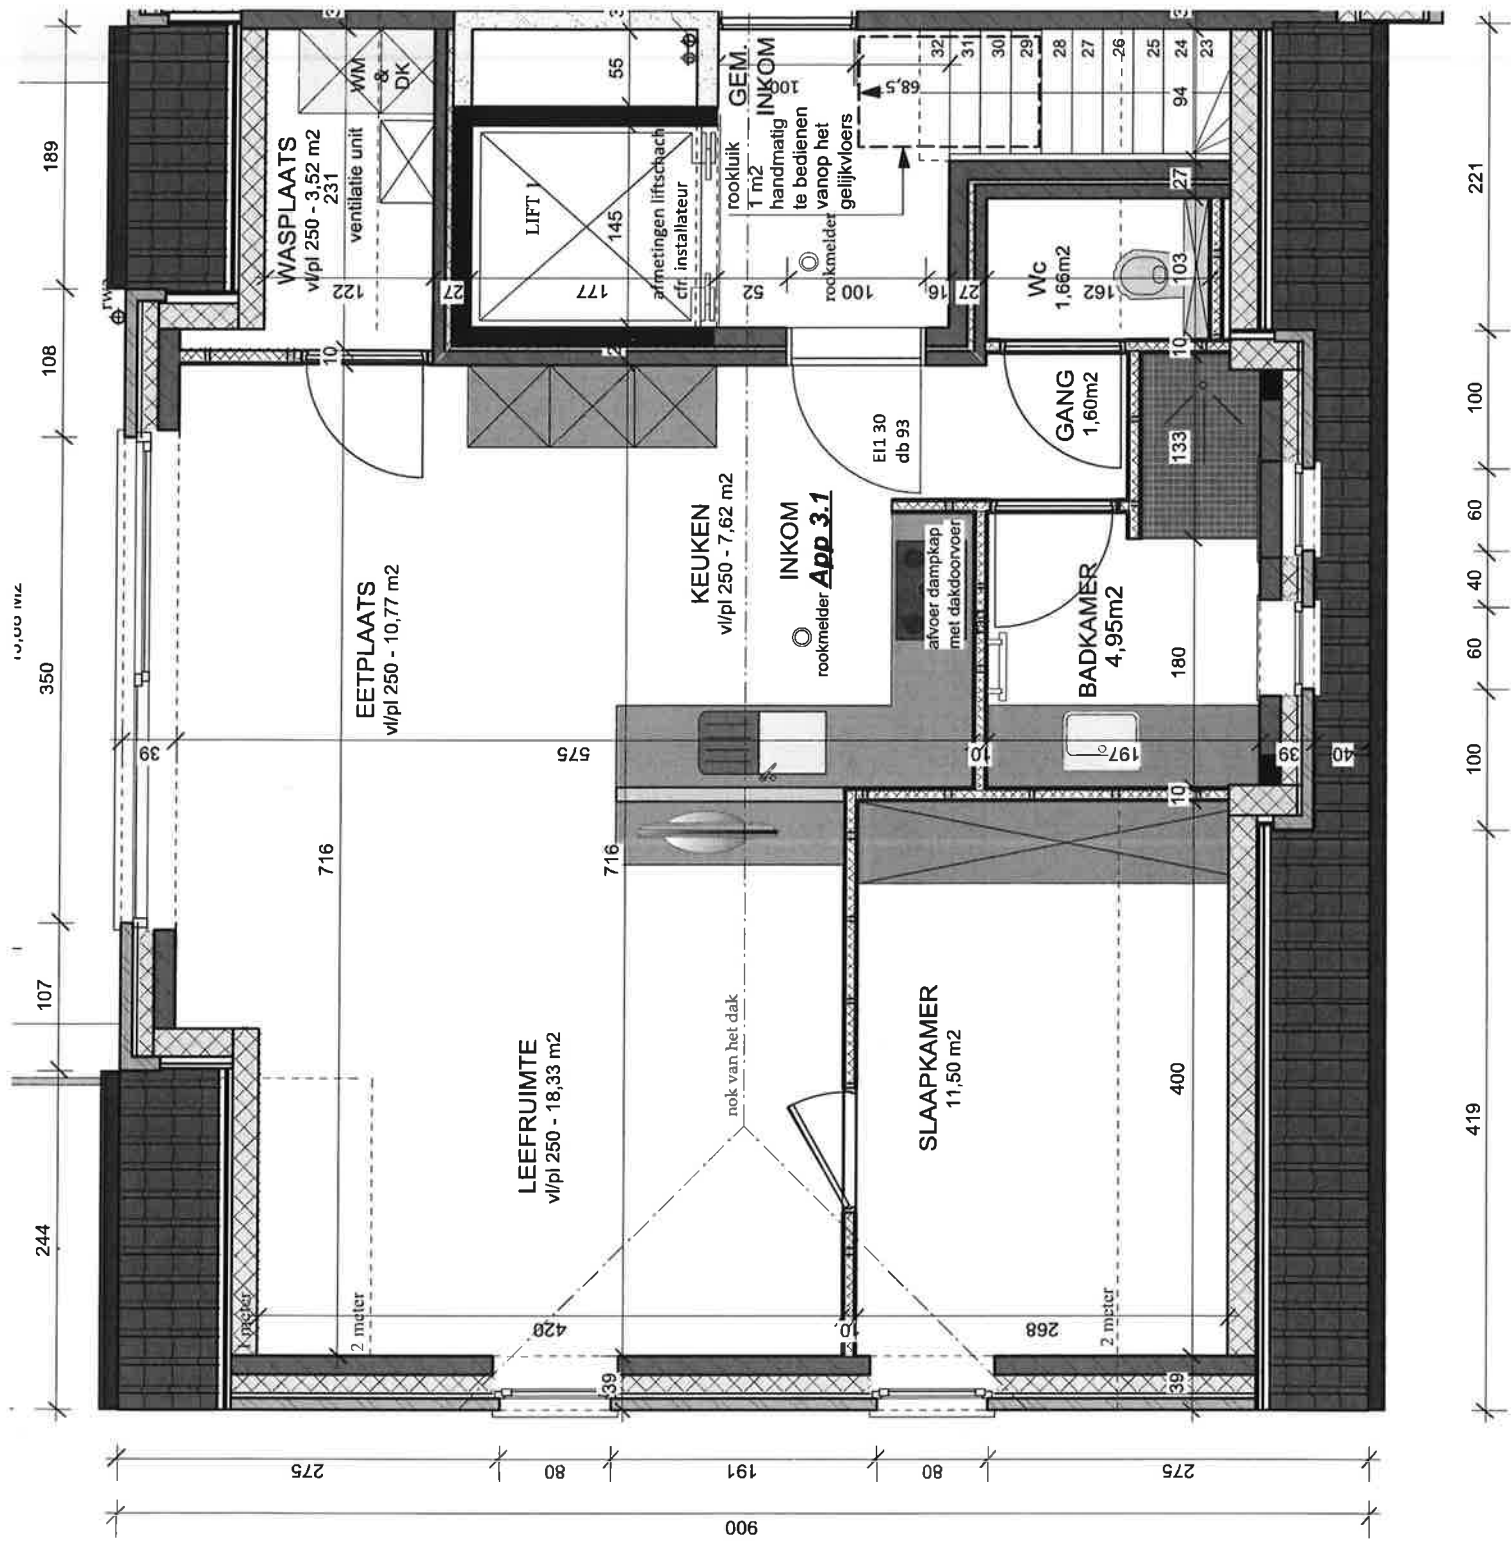 WASPLAATS
vl/pl 250 - 3,52 m2
231
ventilatie unit
WM
&
DK
LIFT 1
afmetingen liftschach
cfr. installateur
GEM.
INKOM
rookluik
1 m2
handmatig
te bedienen
vanop het
gelijkvloers
rookmelder
32
31
30
29
28
27
26
25
24
23
Wc
1,66m2
GANG
1,60m2
EI1 30
db 93
EETPLAATS
vl/pl 250 - 10,77 m2
KEUKEN
vl/pl 250 - 7,62 m2
INKOM
App 3.1
rookmelder
afvoer dampkap
met dakdoorvoer
rad
BADKAMER
4,95m2
LEEFRUIMTE
vl/pl 250 - 18,33 m2
nok van het dak
SLAAPKAMER
11,50 m2
1 meter
2 meter
2 meter
rwa
189
108
350
107
244
221
100
60
40
60
100
419
275
80
191
80
275
900
55
145
100
68,5
94
27
103
10
133
180
10
400
39
122
27
177
52
100
16
27
162
10
716
716
39
39
575
10
197
39
40
420
10
268